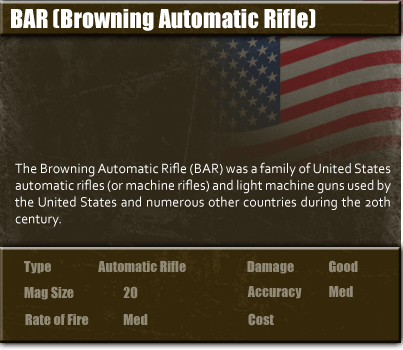 BAR (Browning Automatic Rifle)
The Browning Automatic Rifle (BAR) was a family of United States
automatic rifles (or machine rifles) and light machine guns used by
the United States and numerous other countries during the 20th
century.
Type Automatic Rifle Damage Good
Mag Size 20 Accuracy Med
Rate of Fire Med Cost